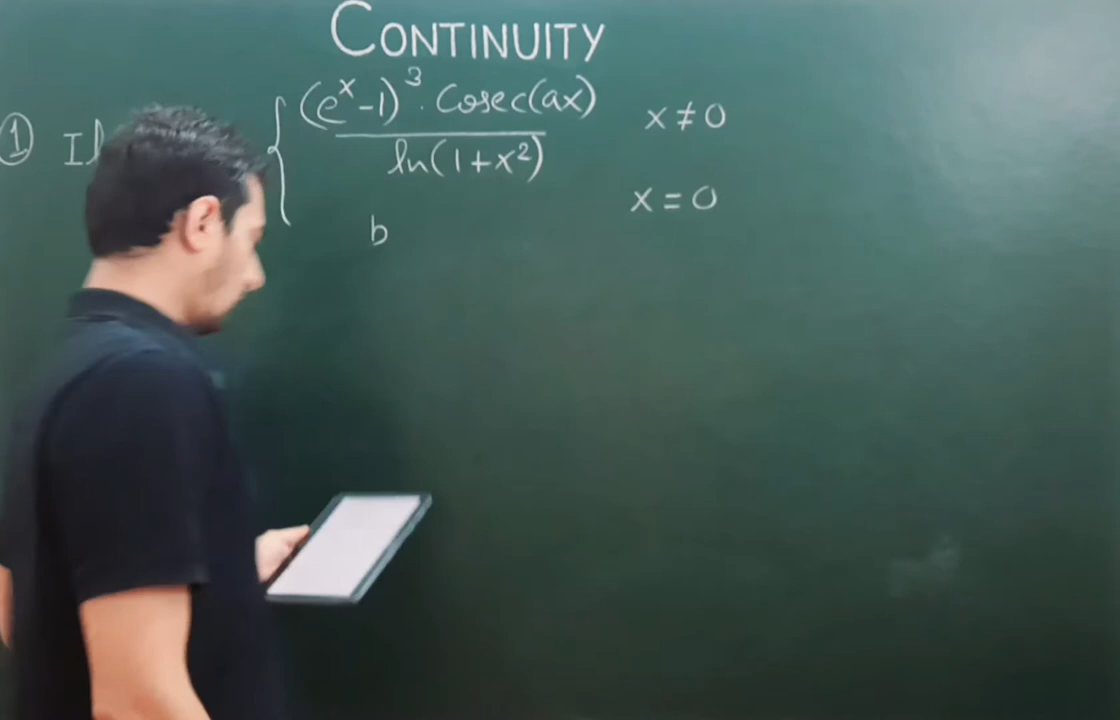 CONTINUITY
① (e^x-1)^3 . Cosec(ax) x ≠ 0
ln(1+x^2)
x = 0
b